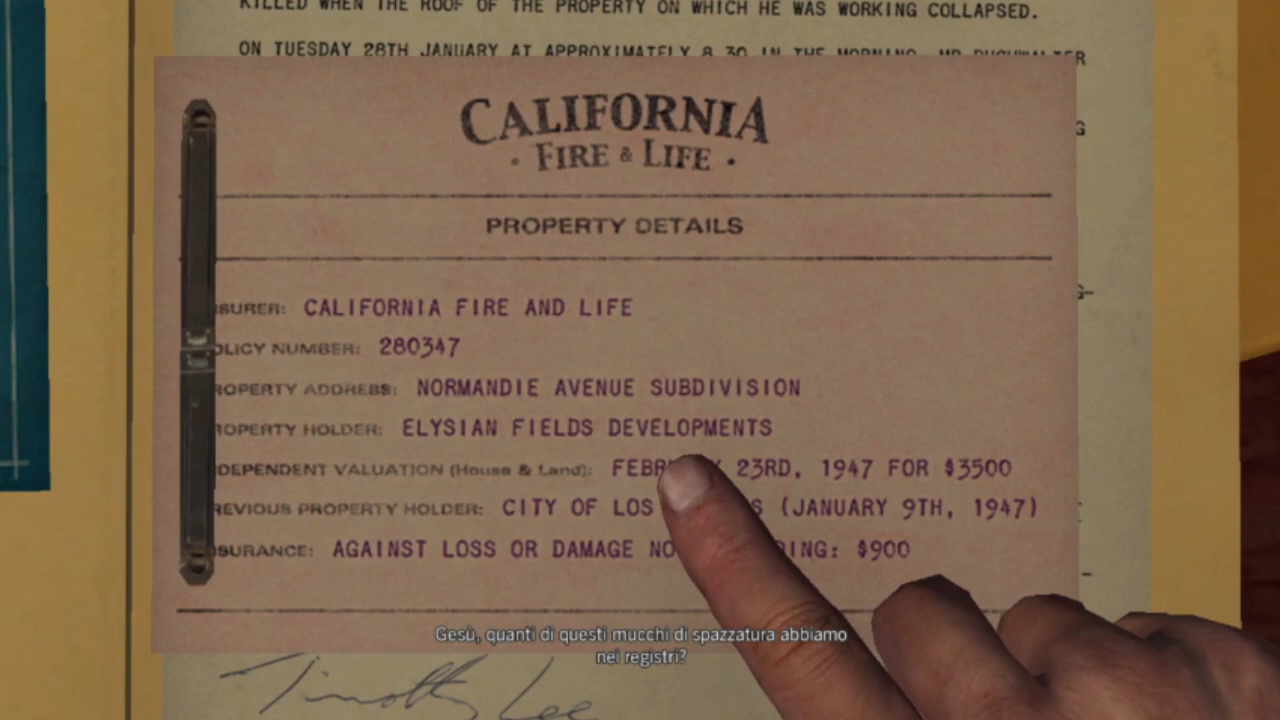 KILLED WHEN THE ROOF OF THE PROPERTY ON WHICH HE WAS WORKING COLLAPSED.
ON TUESDAY 28TH JANUARY AT APPROXIMATELY 8.30 IN THE MORNING, MR BUCHWALTER
CALIFORNIA
· FIRE & LIFE ·
PROPERTY DETAILS
SURER: CALIFORNIA FIRE AND LIFE
OLICY NUMBER: 280347
ROPERTY ADDRESS: NORMANDIE AVENUE SUBDIVISION
ROPERTY HOLDER: ELYSIAN FIELDS DEVELOPMENTS
DEPENDENT VALUATION (House & Land): 23RD, 1947 FOR $3500
REVIOUS PROPERTY HOLDER: CITY OF LOS (JANUARY 9TH, 1947)
SURANCE: AGAINST LOSS OR DAMAGE $900
Timothy Lee
Gesù, quanti di questi mucchi di spazzatura abbiamo
nei registri?